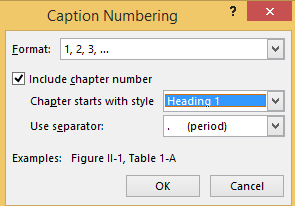 Caption Numbering ? x
Format: 1, 2, 3, ...
Include chapter number
Chapter starts with style Heading 1
Use separator: . (period)
Examples: Figure II-1, Table 1-A
OK Cancel